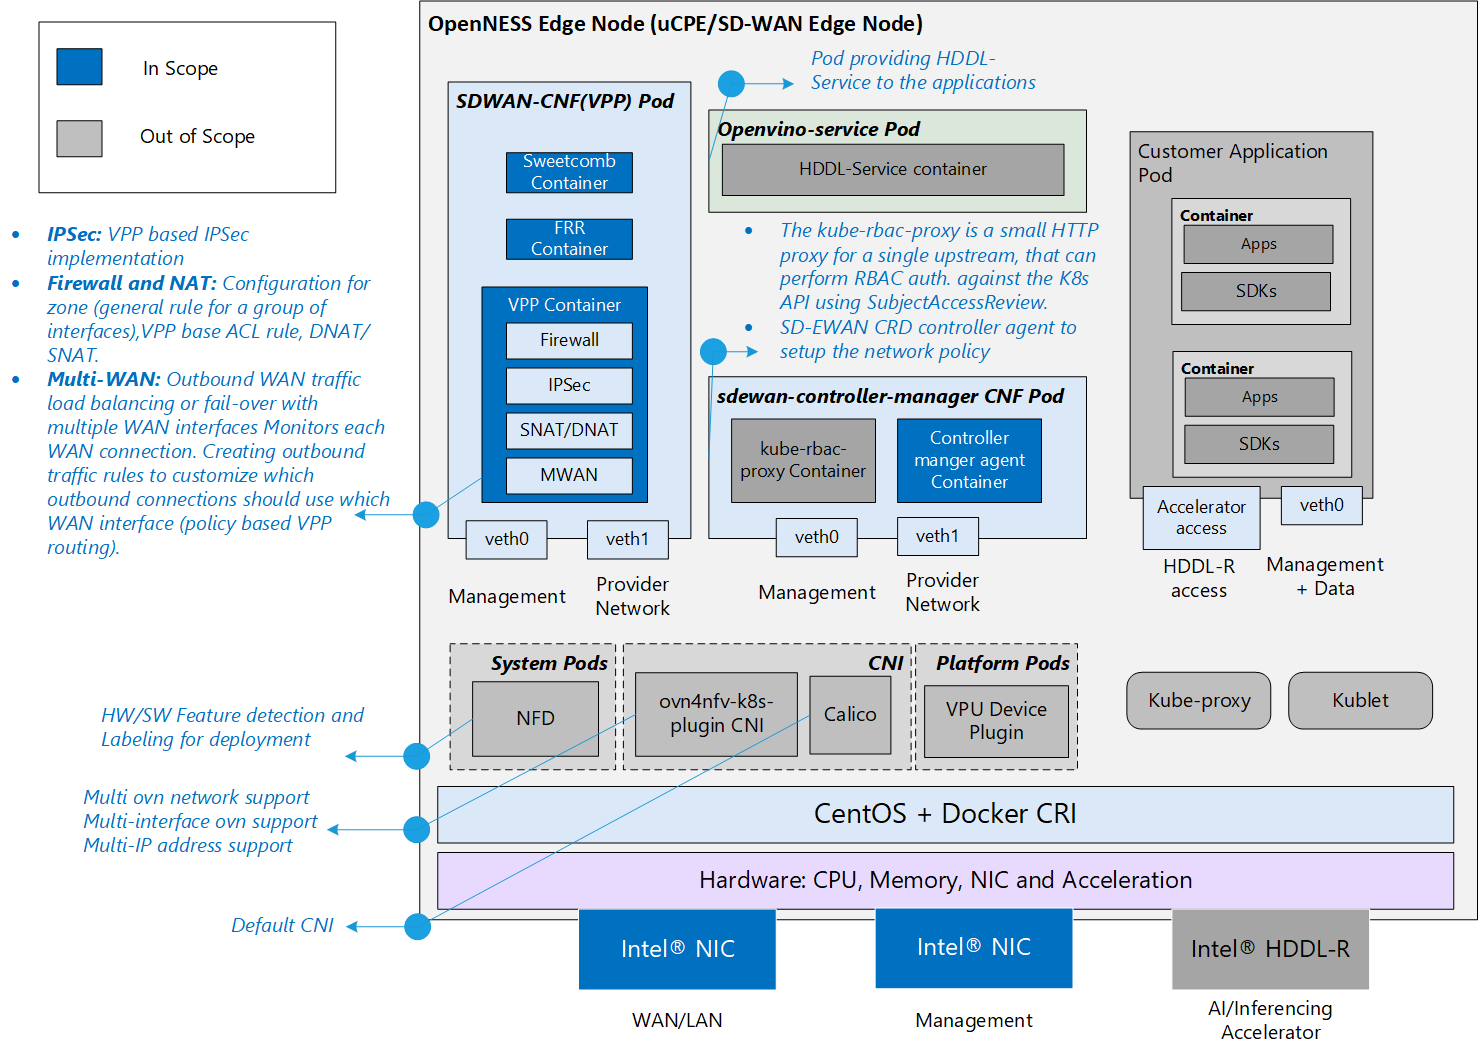 OpenNESS Edge Node (uCPE/SD-WAN Edge Node)
In Scope
Out of Scope
• IPSec: VPP based IPSec
implementation
• Firewall and NAT: Configuration for
zone (general rule for a group of
interfaces),VPP base ACL rule, DNAT/
SNAT.
• Multi-WAN: Outbound WAN traffic
load balancing or fail-over with
multiple WAN interfaces Monitors each
WAN connection. Creating outbound
traffic rules to customize which
outbound connections should use which
WAN interface (policy based VPP
routing).
SDWAN-CNF(VPP) Pod
Sweetcomb
Container
FRR
Container
VPP Container
Firewall
IPSec
SNAT/DNAT
MWAN
veth0
veth1
Management
Provider
Network
Pod providing HDDL-
Service to the applications
Openvino-service Pod
HDDL-Service container
• The kube-rbac-proxy is a small HTTP
proxy for a single upstream, that can
perform RBAC auth. against the K8s
API using SubjectAccessReview.
• SD-EWAN CRD controller agent to
setup the network policy
sdewan-controller-manager CNF Pod
kube-rbac-
proxy Container
Controller
manger agent
Container
veth0
veth1
Management
Provider
Network
Customer Application
Pod
Container
Apps
SDKs
Container
Apps
SDKs
Accelerator
access
veth0
HDDL-R
access
Management
+ Data
System Pods
NFD
CNI
ovn4nfv-k8s-
plugin CNI
Calico
Platform Pods
VPU Device
Plugin
Kube-proxy
Kublet
HW/SW Feature detection and
Labeling for deployment
Multi ovn network support
Multi-interface ovn support
Multi-IP address support
Default CNI
CentOS + Docker CRI
Hardware: CPU, Memory, NIC and Acceleration
Intel® NIC
Intel® NIC
Intel® HDDL-R
WAN/LAN
Management
AI/Inferencing
Accelerator